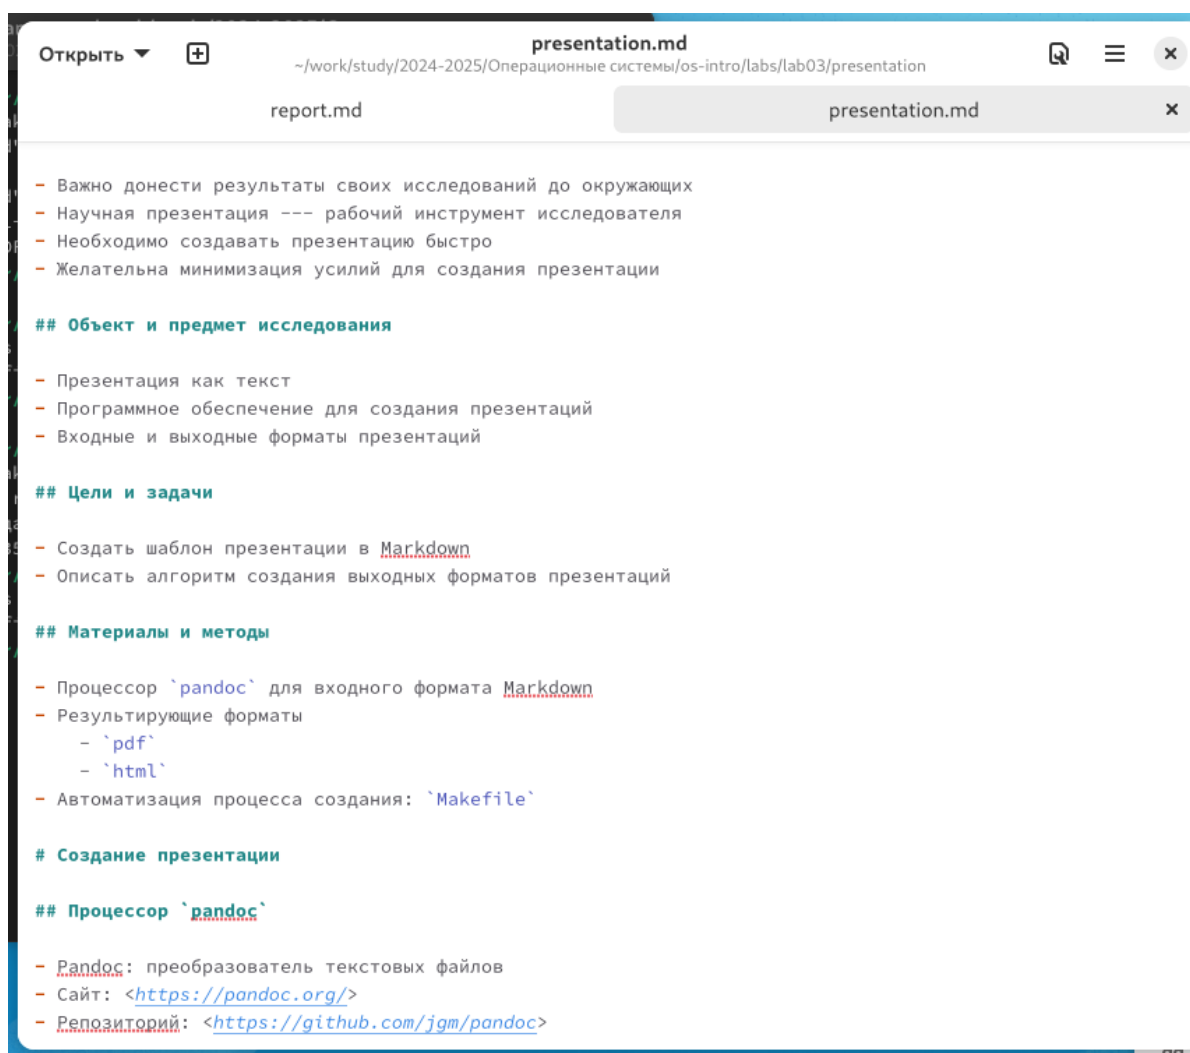 Открыть
presentation.md
~/work/study/2024-2025/Операционные системы/os-intro/labs/lab03/presentation
report.md
presentation.md
- Важно донести результаты своих исследований до окружающих
- Научная презентация --- рабочий инструмент исследователя
- Необходимо создавать презентацию быстро
- Желательна минимизация усилий для создания презентации
## Объект и предмет исследования
- Презентация как текст
- Программное обеспечение для создания презентаций
- Входные и выходные форматы презентаций
## Цели и задачи
- Создать шаблон презентации в Markdown
- Описать алгоритм создания выходных форматов презентаций
## Материалы и методы
- Процессор `pandoc` для входного формата Markdown
- Результирующие форматы
- `pdf`
- `html`
- Автоматизация процесса создания: `Makefile`
# Создание презентации
## Процессор `pandoc`
- Pandoc: преобразователь текстовых файлов
- Сайт: <https://pandoc.org/>
- Репозиторий: <https://github.com/jgm/pandoc>